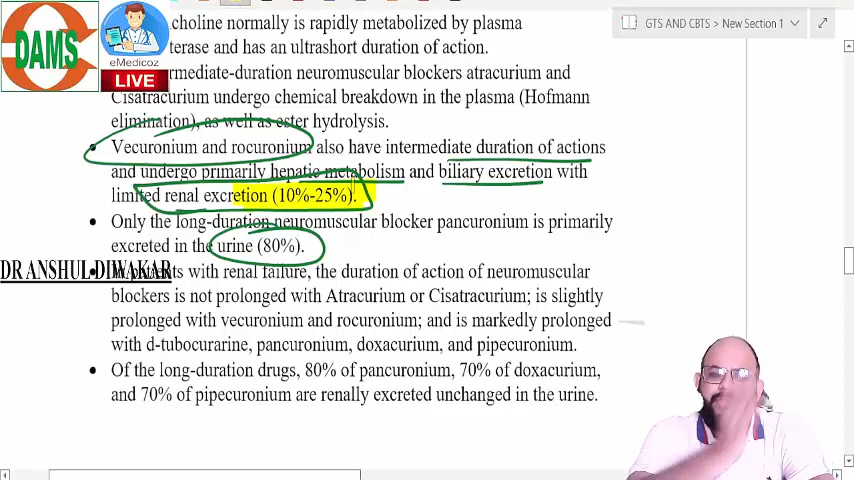 DAMS
eMedicoz
LIVE
GTS AND CBTS > New Section 1
choline normally is rapidly metabolized by plasma
terase and has an ultrashort duration of action.
rmediate-duration neuromuscular blockers atracurium and
Cisatracurium undergo chemical breakdown in the plasma (Hofmann
elimination), as well as ester hydrolysis.
• Vecuronium and rocuronium also have intermediate duration of actions
and undergo primarily hepatic metabolism and biliary excretion with
limited renal excretion (10%-25%).
• Only the long-duration neuromuscular blocker pancuronium is primarily
excreted in the urine (80%).
DR ANSHUL DIWAKAR
• In patients with renal failure, the duration of action of neuromuscular
blockers is not prolonged with Atracurium or Cisatracurium; is slightly
prolonged with vecuronium and rocuronium; and is markedly prolonged
with d-tubocurarine, pancuronium, doxacurium, and pipecuronium.
• Of the long-duration drugs, 80% of pancuronium, 70% of doxacurium,
and 70% of pipecuronium are renally excreted unchanged in the urine.